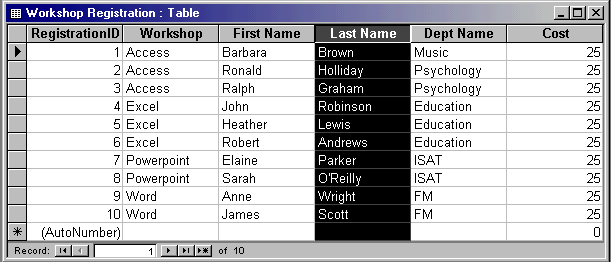 Workshop Registration : Table
RegistrationID Workshop First Name Last Name Dept Name Cost
1 Access Barbara Brown Music 25
2 Access Ronald Holliday Psychology 25
3 Access Ralph Graham Psychology 25
4 Excel John Robinson Education 25
5 Excel Heather Lewis Education 25
6 Excel Robert Andrews Education 25
7 Powerpoint Elaine Parker ISAT 25
8 Powerpoint Sarah O'Reilly ISAT 25
9 Word Anne Wright FM 25
10 Word James Scott FM 25
(AutoNumber) 0
Record: 1 of 10